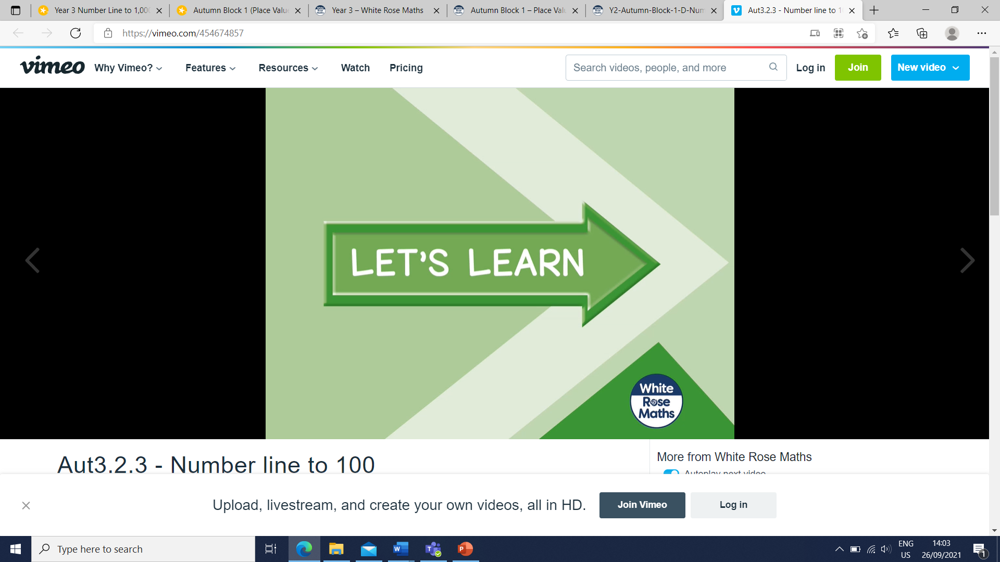 Year 3 Number Line to 1,00
Autumn Block 1 (Place Value
Year 3 – White Rose Maths
Autumn Block 1 – Place Valu
Y2-Autumn-Block-1-D-Num
Aut3.2.3 - Number line to 1
https://vimeo.com/454674857
vimeo
Why Vimeo?
Features
Resources
Watch
Pricing
Search videos, people, and more
Log in
Join
New video
LET'S LEARN
White
Rose
Maths
Aut3.2.3 - Number line to 100
More from White Rose Maths
Autoplay next video
Upload, livestream, and create your own videos, all in HD.
Join Vimeo
Log in
Type here to search
ENG
US
14:03
26/09/2021
1